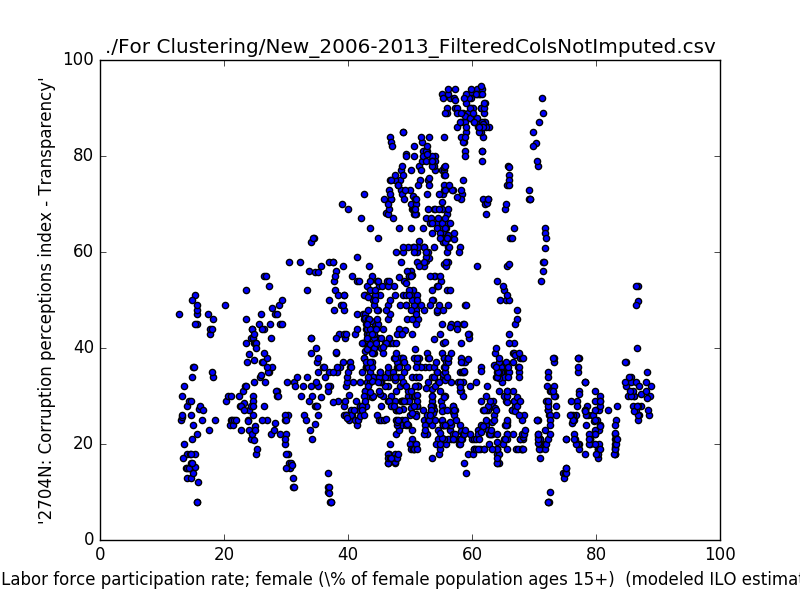 ./For Clustering/New_2006-2013_FilteredColsNotImputed.csv
'2704N: Corruption perceptions index - Transparency'
100
80
60
40
20
0
0 20 40 60 80 100
Labor force participation rate; female (\% of female population ages 15+)  (modeled ILO